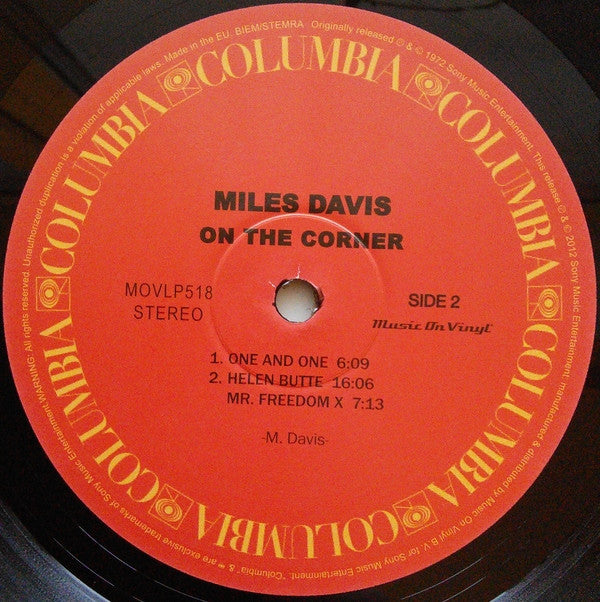 MILES DAVIS
ON THE CORNER
MOVLP518
STEREO
SIDE 2
Music On Vinyl
1. ONE AND ONE 6:09
2. HELEN BUTTE 16:06
MR. FREEDOM X 7:13
-M. Davis-
COLUMBIA
COLUMBIA
COLUMBIA
COLUMBIA
COLUMBIA
COLUMBIA
Originally released ℗ & © 1972 Sony Music Entertainment. This release ℗ & © 2012 Sony Music Entertainment. manufactured & distributed by Music On Vinyl B.V. for Sony Music Entertainment. "Columbia" & are exclusive trademarks of Sony Music Entertainment WARNING: All rights reserved. Unauthorized duplication is a violation of applicable laws. Made in the EU. BIEM/STEMRA